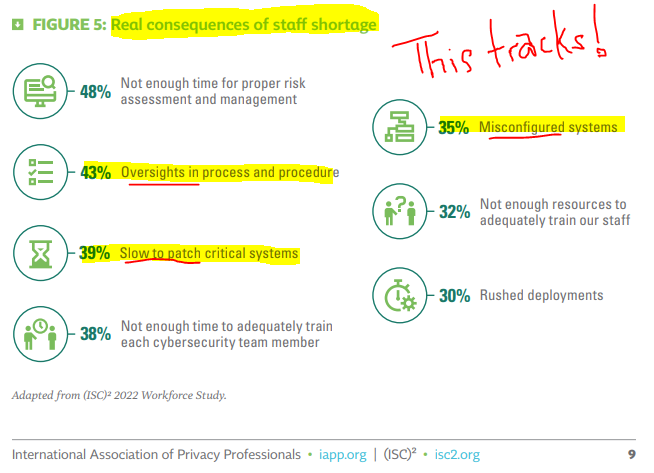 FIGURE 5: Real consequences of staff shortage
This tracks!
48% Not enough time for proper risk
assessment and management
43% Oversights in process and procedure
39% Slow to patch critical systems
38% Not enough time to adequately train
each cybersecurity team member
35% Misconfigured systems
32% Not enough resources to
adequately train our staff
30% Rushed deployments
Adapted from (ISC)² 2022 Workforce Study.
International Association of Privacy Professionals • iapp.org | (ISC)² • isc2.org 9